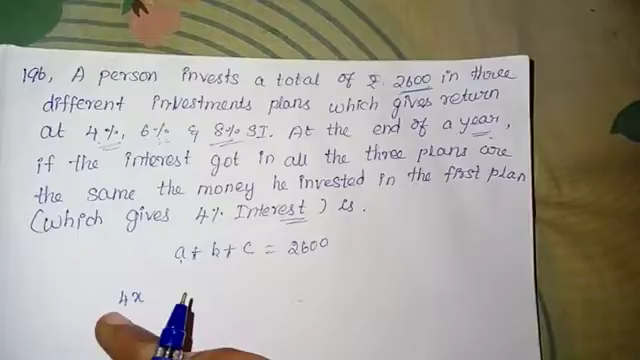 196, A person invests a total of ₹. 2600 in three
different investments plans which gives return
at 4%, 6% & 8% SI. At the end of a year,
if the interest got in all the three plans are
the same the money he invested in the first plan
(which gives 4% Interest) is.
a + b + c = 2600
4x